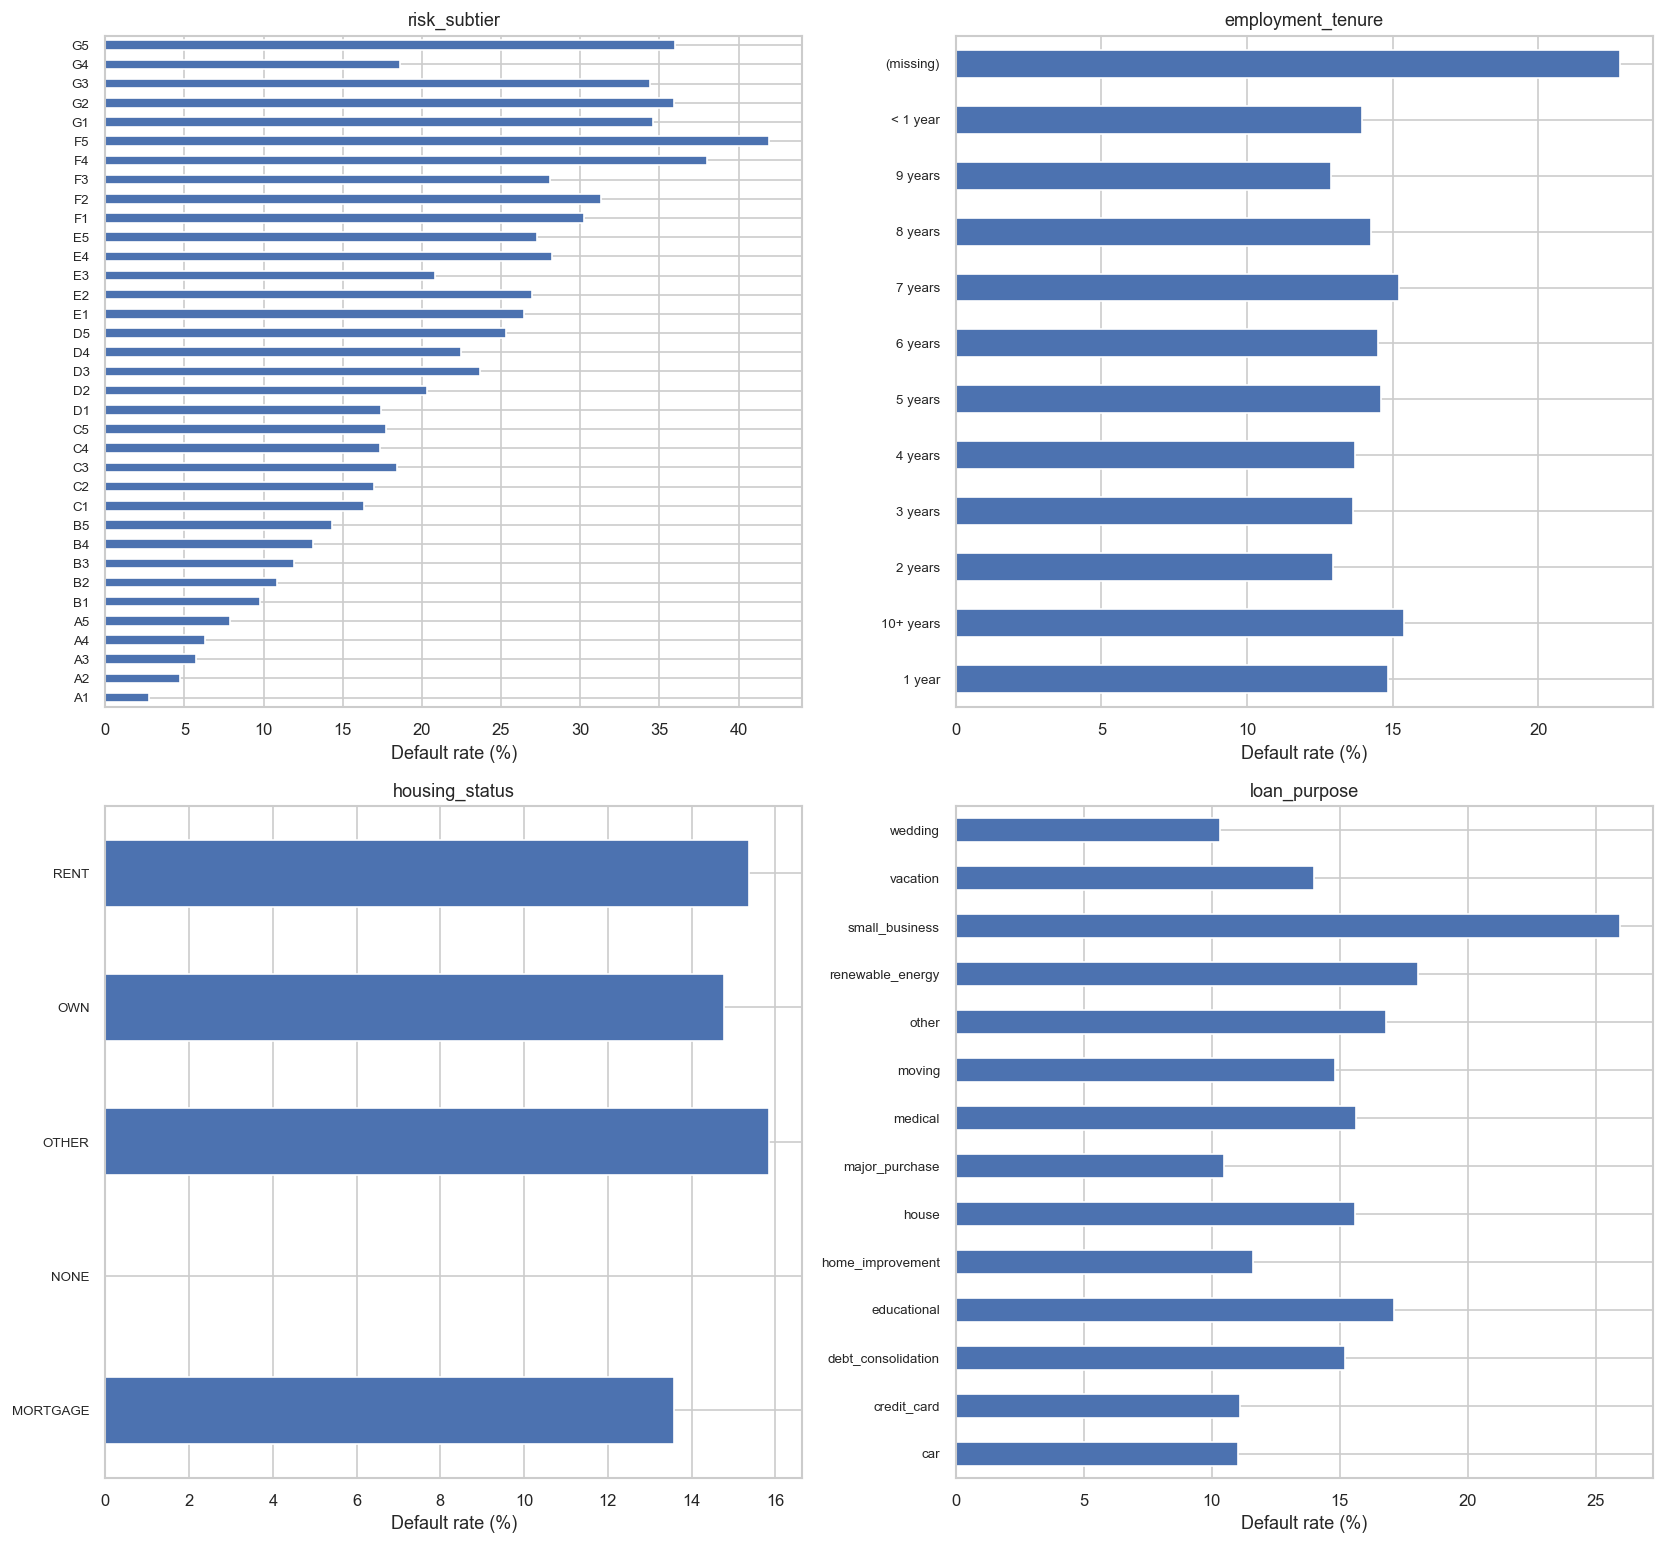 risk_subtier
G5
G4
G3
G2
G1
F5
F4
F3
F2
F1
E5
E4
E3
E2
E1
D5
D4
D3
D2
D1
C5
C4
C3
C2
C1
B5
B4
B3
B2
B1
A5
A4
A3
A2
A1
0 5 10 15 20 25 30 35 40
Default rate (%)
employment_tenure
(missing)
< 1 year
9 years
8 years
7 years
6 years
5 years
4 years
3 years
2 years
10+ years
1 year
0 5 10 15 20
Default rate (%)
housing_status
RENT
OWN
OTHER
NONE
MORTGAGE
0 2 4 6 8 10 12 14 16
Default rate (%)
loan_purpose
wedding
vacation
small_business
renewable_energy
other
moving
medical
major_purchase
house
home_improvement
educational
debt_consolidation
credit_card
car
0 5 10 15 20 25
Default rate (%)